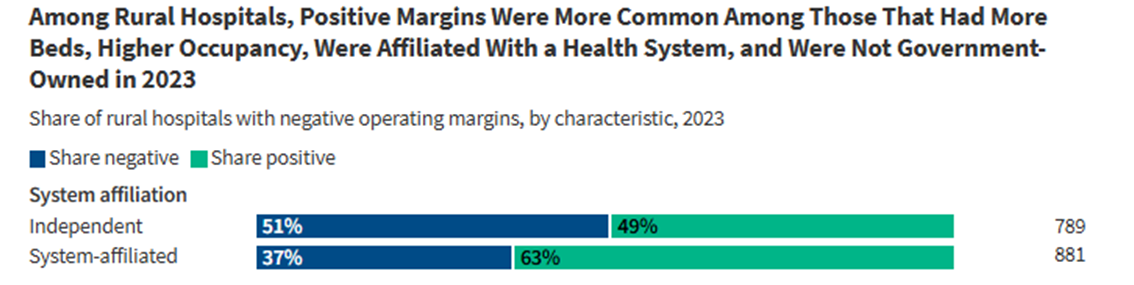 Among Rural Hospitals, Positive Margins Were More Common Among Those That Had More
Beds, Higher Occupancy, Were Affiliated With a Health System, and Were Not Government-
Owned in 2023
Share of rural hospitals with negative operating margins, by characteristic, 2023
Share negative Share positive
System affiliation
Independent 51% 49% 789
System-affiliated 37% 63% 881